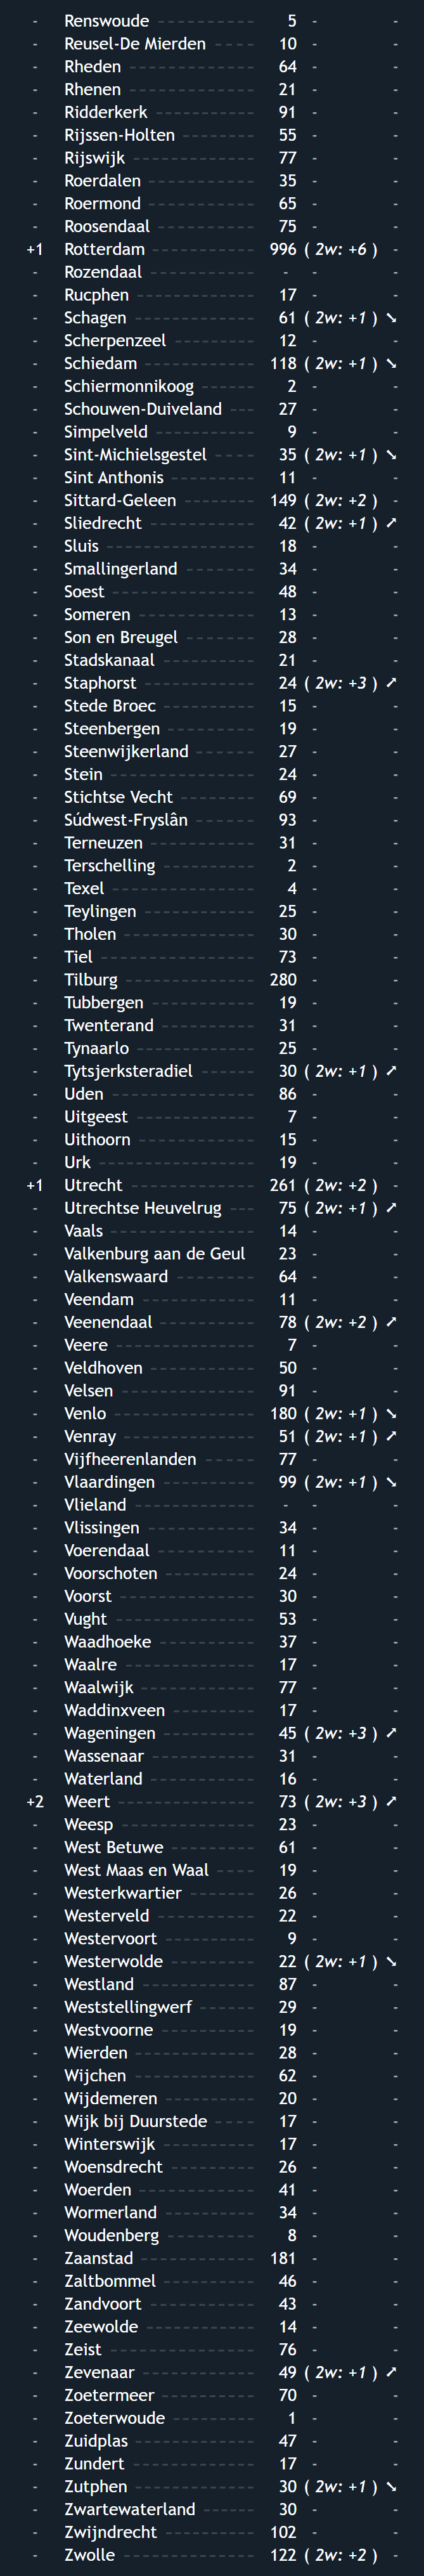 - Renswoude ----------- 5 - -
- Reusel-De Mierden ----- 10 - -
- Rheden -------------- 64 - -
- Rhenen -------------- 21 - -
- Ridderkerk ----------- 91 - -
- Rijssen-Holten --------- 55 - -
- Rijswijk -------------- 77 - -
- Roerdalen ------------ 35 - -
- Roermond ------------ 65 - -
- Roosendaal ----------- 75 - -
+1 Rotterdam ------------ 996 ( 2w: +6 ) -
- Rozendaal ------------ - - -
- Rucphen ------------- 17 - -
- Schagen ------------- 61 ( 2w: +1 ) ➘
- Scherpenzeel --------- 12 - -
- Schiedam ------------ 118 ( 2w: +1 ) ➘
- Schiermonnikoog ------ 2 - -
- Schouwen-Duiveland --- 27 - -
- Simpelveld ----------- 9 - -
- Sint-Michielsgestel ----- 35 ( 2w: +1 ) ➘
- Sint Anthonis ---------- 11 - -
- Sittard-Geleen -------- 149 ( 2w: +2 ) -
- Sliedrecht ------------ 42 ( 2w: +1 ) ➚
- Sluis ---------------- 18 - -
- Smallingerland -------- 34 - -
- Soest ---------------- 48 - -
- Someren ------------- 13 - -
- Son en Breugel -------- 28 - -
- Stadskanaal ---------- 21 - -
- Staphorst ------------ 24 ( 2w: +3 ) ➚
- Stede Broec ---------- 15 - -
- Steenbergen ---------- 19 - -
- Steenwijkerland ------- 27 - -
- Stein ---------------- 24 - -
- Stichtse Vecht -------- 69 - -
- Súdwest-Fryslân ------- 93 - -
- Terneuzen ------------ 31 - -
- Terschelling ---------- 2 - -
- Texel ---------------- 4 - -
- Teylingen ------------ 25 - -
- Tholen -------------- 30 - -
- Tiel ----------------- 73 - -
- Tilburg -------------- 280 - -
- Tubbergen ------------ 19 - -
- Twenterand ----------- 31 - -
- Tynaarlo ------------- 25 - -
- Tytsjerksteradiel ------ 30 ( 2w: +1 ) ➚
- Uden ---------------- 86 - -
- Uitgeest ------------- 7 - -
- Uithoorn ------------- 15 - -
- Urk ----------------- 19 - -
+1 Utrecht -------------- 261 ( 2w: +2 ) -
- Utrechtse Heuvelrug --- 75 ( 2w: +1 ) ➚
- Vaals ---------------- 14 - -
- Valkenburg aan de Geul 23 - -
- Valkenswaard --------- 64 - -
- Veendam ------------- 11 - -
- Veenendaal ----------- 78 ( 2w: +2 ) ➚
- Veere ---------------- 7 - -
- Veldhoven ------------ 50 - -
- Velsen --------------- 91 - -
- Venlo ---------------- 180 ( 2w: +1 ) ➘
- Venray --------------- 51 ( 2w: +1 ) ➚
- Vijfheerenlanden ------ 77 - -
- Vlaardingen ---------- 99 ( 2w: +1 ) ➘
- Vlieland ------------- - - -
- Vlissingen ------------ 34 - -
- Voerendaal ----------- 11 - -
- Voorschoten ---------- 24 - -
- Voorst --------------- 30 - -
- Vught --------------- 53 - -
- Waadhoeke ----------- 37 - -
- Waalre -------------- 17 - -
- Waalwijk ------------- 77 - -
- Waddinxveen --------- 17 - -
- Wageningen ---------- 45 ( 2w: +3 ) ➚
- Wassenaar ----------- 31 - -
- Waterland ------------ 16 - -
+2 Weert --------------- 73 ( 2w: +3 ) ➚
- Weesp --------------- 23 - -
- West Betuwe ---------- 61 - -
- West Maas en Waal ---- 19 - -
- Westerkwartier -------- 26 - -
- Westerveld ----------- 22 - -
- Westervoort ---------- 9 - -
- Westerwolde ---------- 22 ( 2w: +1 ) ➘
- Westland ------------- 87 - -
- Weststellingwerf ------ 29 - -
- Westvoorne ----------- 19 - -
- Wierden ------------- 28 - -
- Wijchen ------------- 62 - -
- Wijdemeren ---------- 20 - -
- Wijk bij Duurstede ---- 17 - -
- Winterswijk ----------- 17 - -
- Woensdrecht ---------- 26 - -
- Woerden ------------- 41 - -
- Wormerland ---------- 34 - -
- Woudenberg ---------- 8 - -
- Zaanstad ------------- 181 - -
- Zaltbommel ---------- 46 - -
- Zandvoort ------------ 43 - -
- Zeewolde ------------ 14 - -
- Zeist ---------------- 76 - -
- Zevenaar ------------- 49 ( 2w: +1 ) ➚
- Zoetermeer ----------- 70 - -
- Zoeterwoude ---------- 1 - -
- Zuidplas ------------- 47 - -
- Zundert -------------- 17 - -
- Zutphen ------------- 30 ( 2w: +1 ) ➘
- Zwartewaterland ------ 30 - -
- Zwijndrecht ----------- 102 - -
- Zwolle --------------- 122 ( 2w: +2 ) -